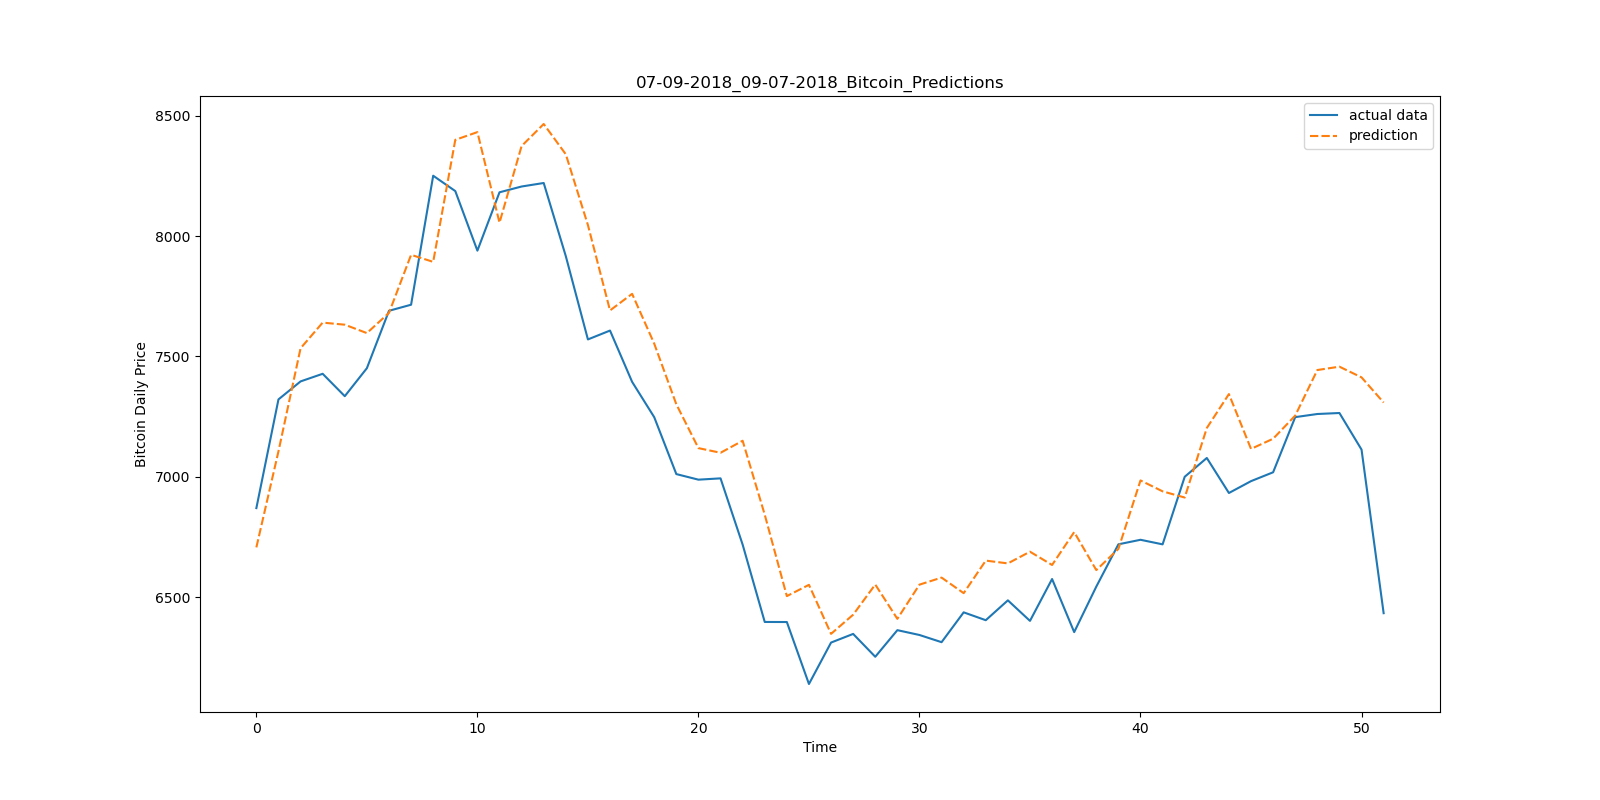 07-09-2018_09-07-2018_Bitcoin_Predictions
actual data
prediction
Bitcoin Daily Price
8500
8000
7500
7000
6500
0 10 20 30 40 50
Time